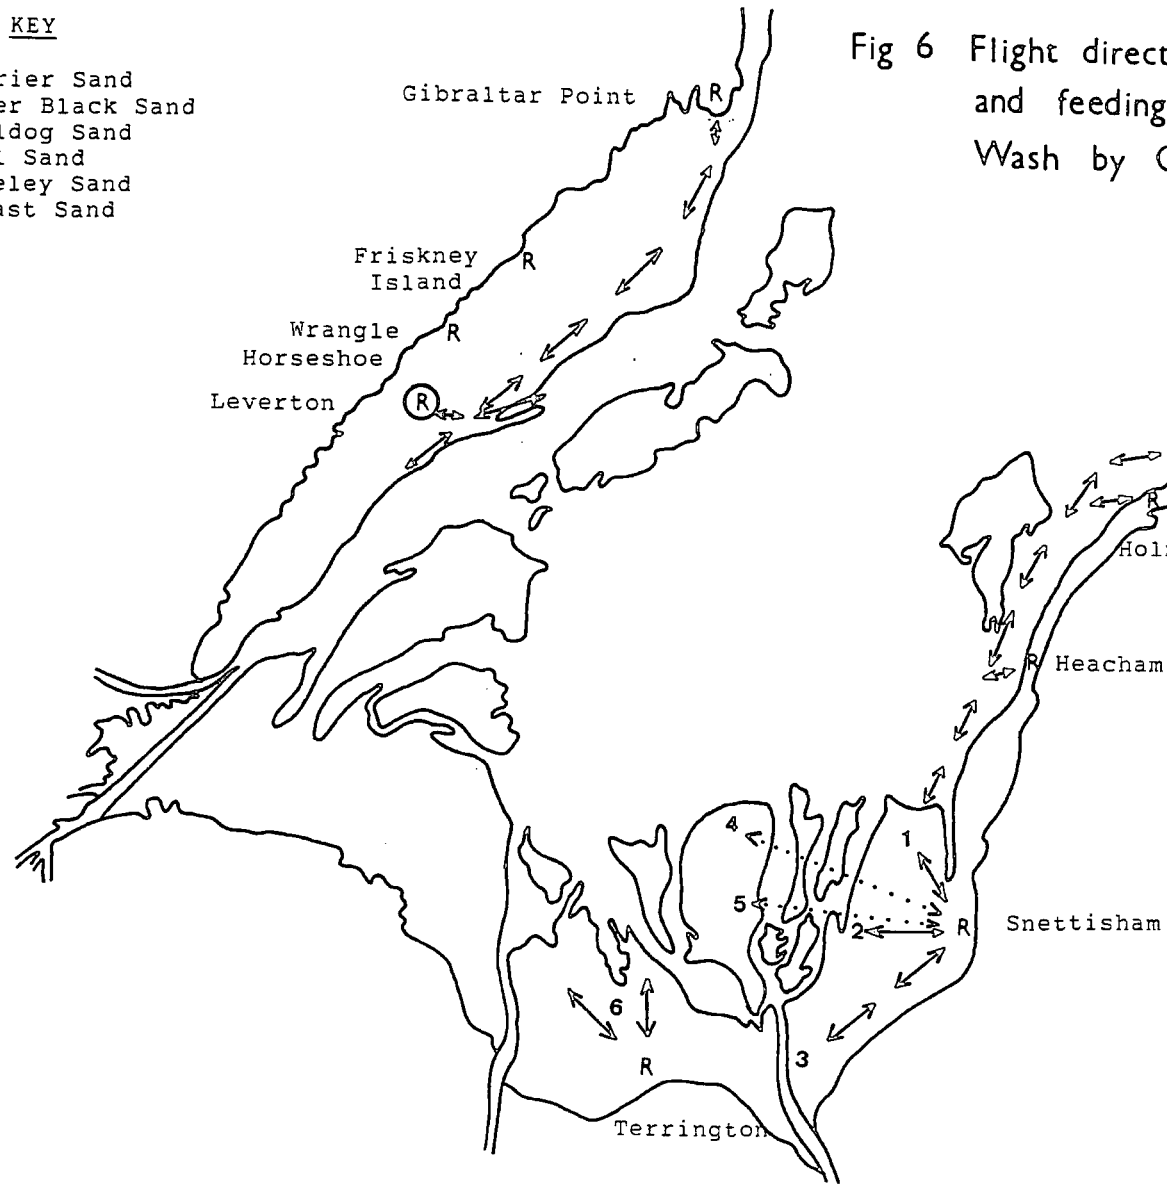 KEY
rier Sand
er Black Sand
ldog Sand
Sand
eley Sand
ast Sand
Fig 6 Flight direct
and feeding
Wash by
Gibraltar Point
R
Friskney
Island
R
Wrangle
Horseshoe
R
Leverton
R
R
Hol
R Heacham
4
1
5
2
R
Snettisham
6
3
R
Terrington